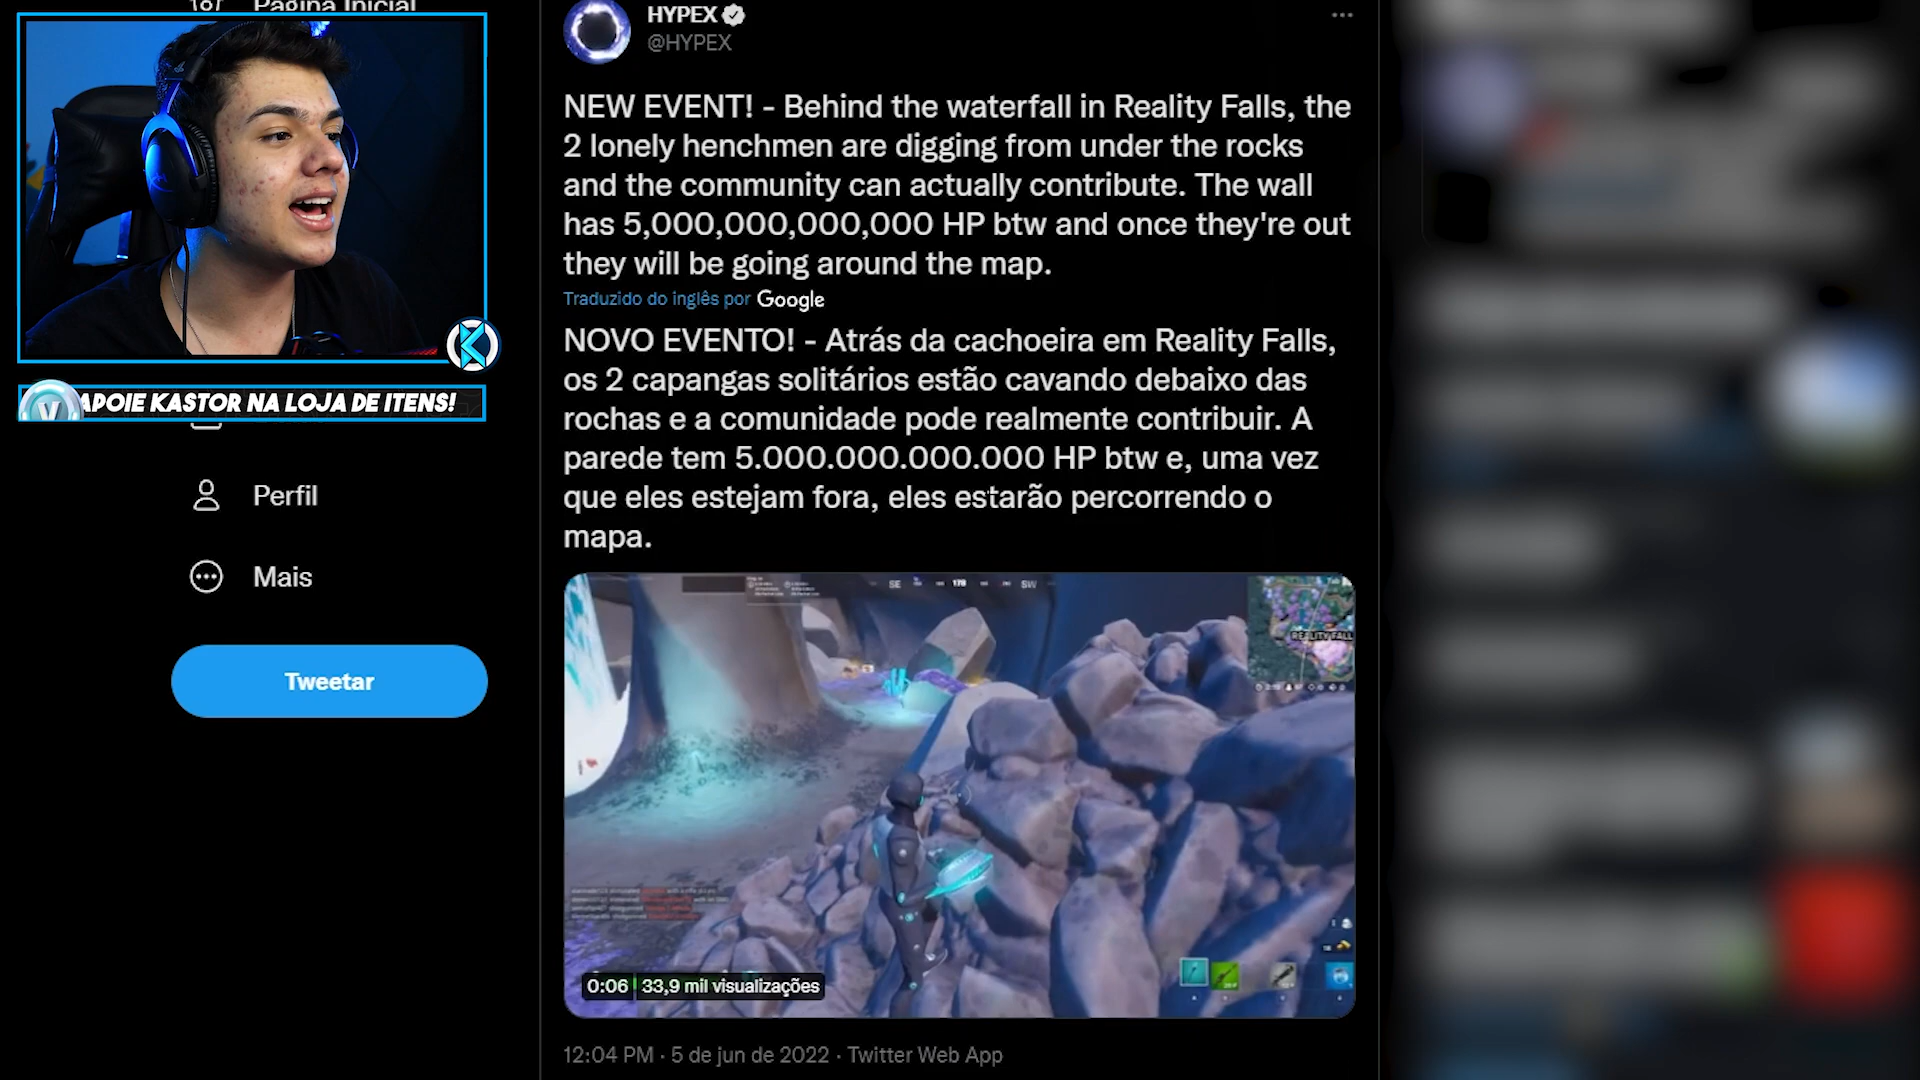 Página Inicial
HYPEX
@HYPEX
NEW EVENT! - Behind the waterfall in Reality Falls, the
2 lonely henchmen are digging from under the rocks
and the community can actually contribute. The wall
has 5,000,000,000,000 HP btw and once they're out
they will be going around the map.
Traduzido do inglês por Google
NOVO EVENTO! - Atrás da cachoeira em Reality Falls,
os 2 capangas solitários estão cavando debaixo das
rochas e a comunidade pode realmente contribuir. A
parede tem 5.000.000.000.000 HP btw e, uma vez
que eles estejam fora, eles estarão percorrendo o
mapa.
APOIE KASTOR NA LOJA DE ITENS!
Perfil
Mais
Tweetar
SE
178
SW
REALITY FALL
0:06
33,9 mil visualizações
12:04 PM · 5 de jun de 2022 · Twitter Web App